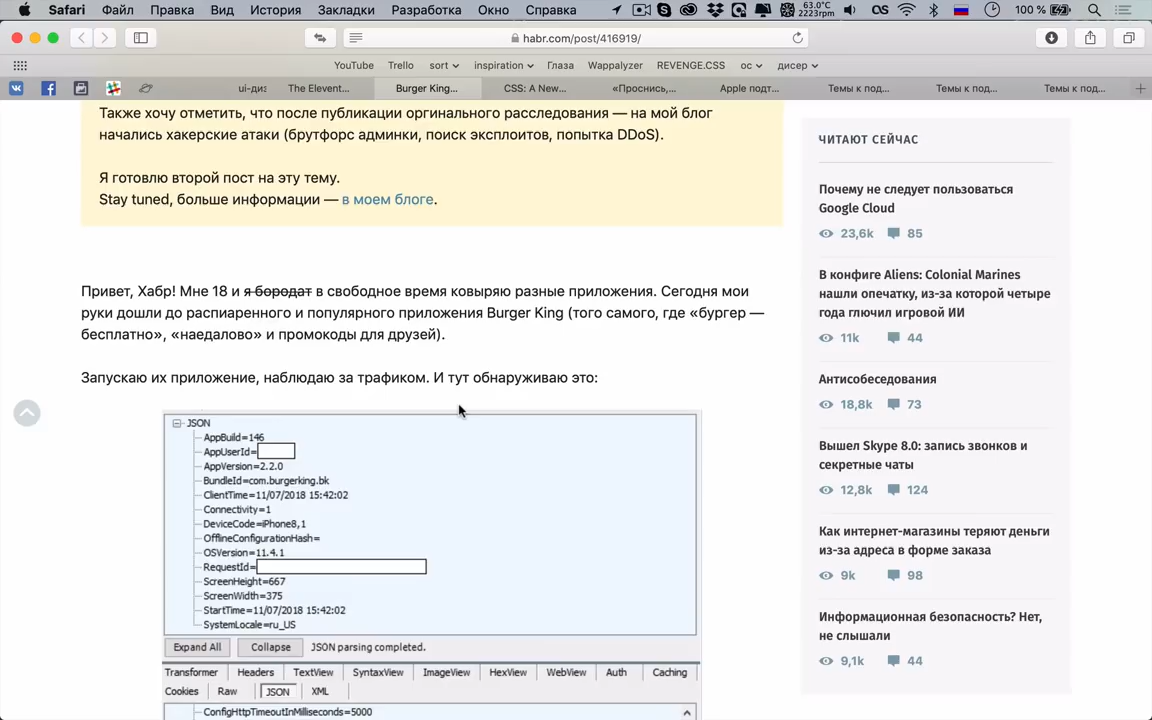 Safari Файл Правка Вид История Закладки Разработка Окно Справка 63.0°C 2223rpm 100 %
habr.com/post/416919/
YouTube Trello sort inspiration Глаза Wappalyzer REVENGE.CSS ос дисер
ui-диз The Elevent... Burger King... CSS: A New... «Проснись,... Apple подт... Темы к под... Темы к под... Темы к под...
Также хочу отметить, что после публикации оргинального расследования — на мой блог
начались хакерские атаки (брутфорс админки, поиск эксплоитов, попытка DDoS).
Я готовлю второй пост на эту тему.
Stay tuned, больше информации — в моем блоге.
Привет, Хабр! Мне 18 и я бородат в свободное время ковыряю разные приложения. Сегодня мои
руки дошли до распиаренного и популярного приложения Burger King (того самого, где «бургер —
бесплатно», «наедалово» и промокоды для друзей).
Запускаю их приложение, наблюдаю за трафиком. И тут обнаруживаю это:
JSON
AppBuild=146
AppUserId=
AppVersion=2.2.0
BundleId=com.burgerking.bk
ClientTime=11/07/2018 15:42:02
Connectivity=1
DeviceCode=iPhone8,1
OfflineConfigurationHash=
OSVersion=11.4.1
RequestId=
ScreenHeight=667
ScreenWidth=375
StartTime=11/07/2018 15:42:02
SystemLocale=ru_US
Expand All Collapse JSON parsing completed.
Transformer Headers TextView SyntaxView ImageView HexView WebView Auth Caching
Cookies Raw JSON XML
ConfigHttpTimeoutInMilliseconds=5000
ЧИТАЮТ СЕЙЧАС
Почему не следует пользоваться
Google Cloud
23,6k 85
В конфиге Aliens: Colonial Marines
нашли опечатку, из-за которой четыре
года глючил игровой ИИ
11k 44
Антисобеседования
18,8k 73
Вышел Skype 8.0: запись звонков и
секретные чаты
12,8k 124
Как интернет-магазины теряют деньги
из-за адреса в форме заказа
9k 98
Информационная безопасность? Нет,
не слышали
9,1k 44